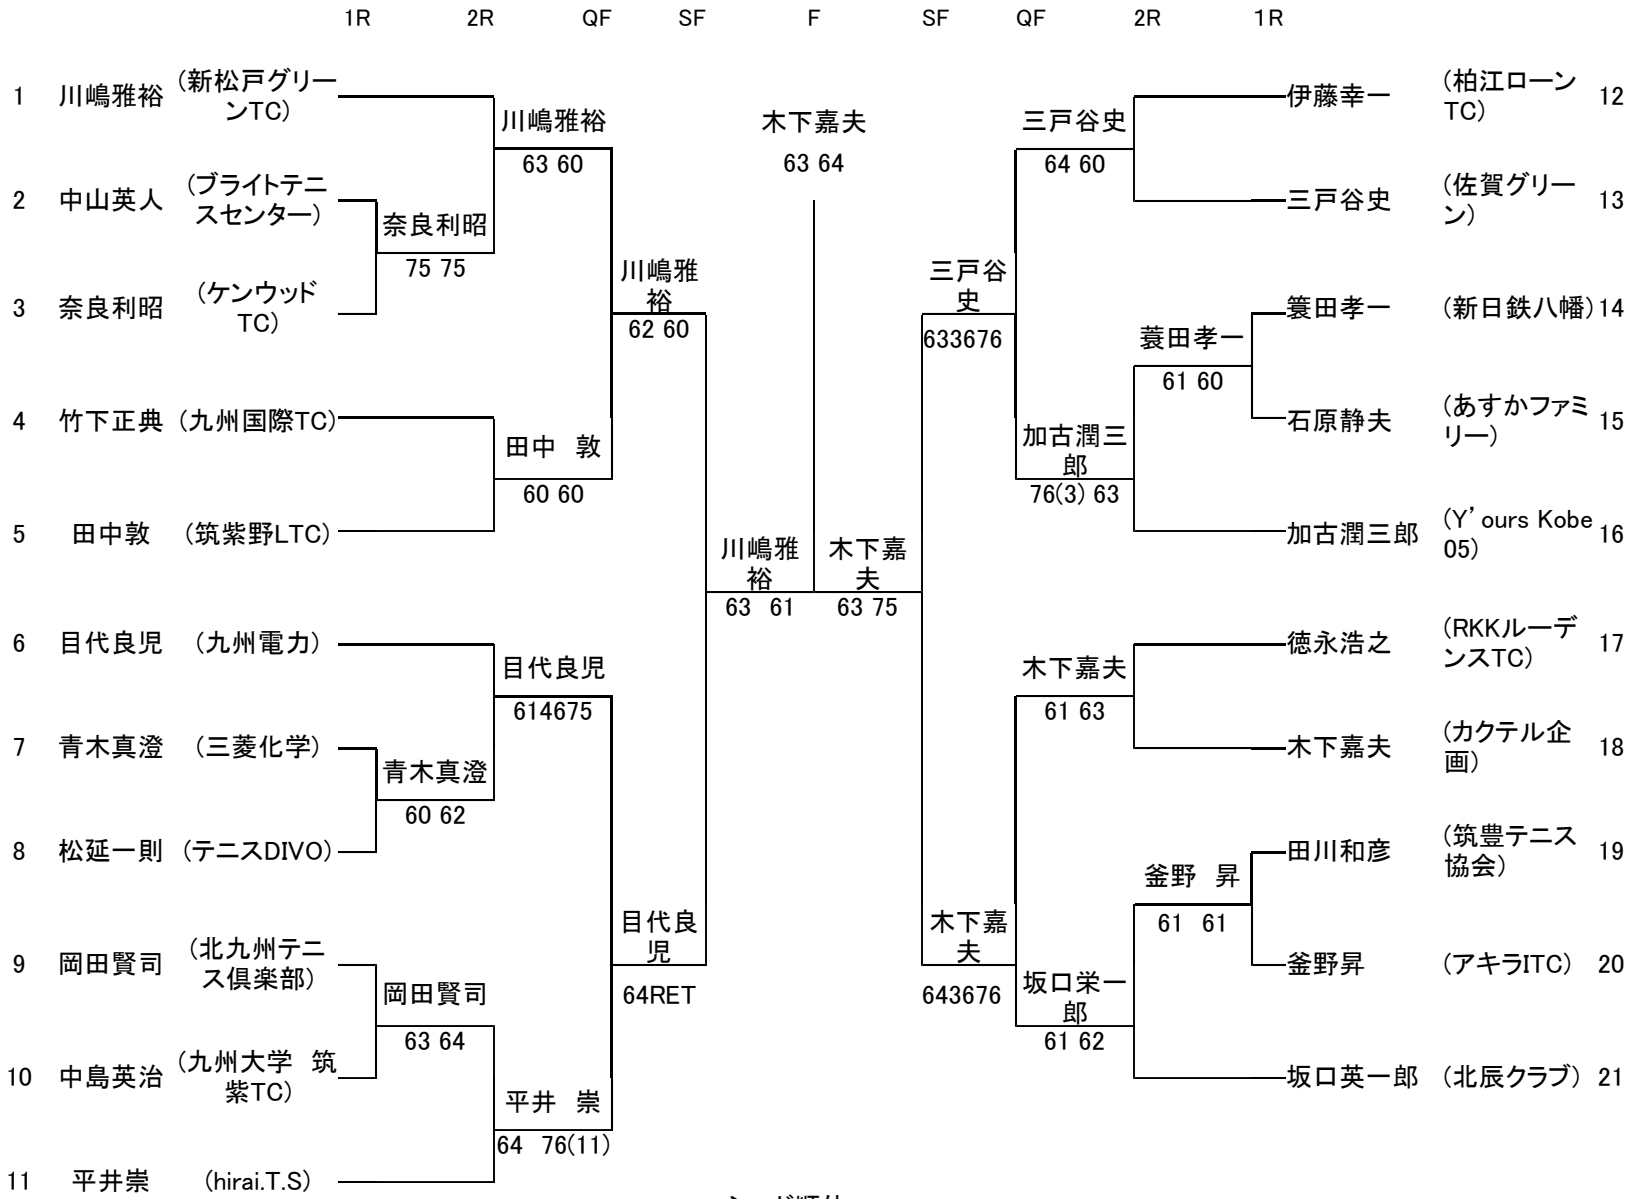 1R 2R QF SF F SF QF 2R 1R
1 川嶋雅裕 (新松戸グリー
ンTC)
川嶋雅裕
63 60
2 中山英人 (ブライトテニ
スセンター)
奈良利昭
75 75
3 奈良利昭 (ケンウッド
TC)
川嶋雅
裕
62 60
4 竹下正典 (九州国際TC)
田中 敦
60 60
5 田中敦 (筑紫野LTC)
川嶋雅
裕
63 61
6 目代良児 (九州電力)
目代良児
614675
7 青木真澄 (三菱化学)
青木真澄
60 62
8 松延一則 (テニスDIVO)
目代良
児
64RET
9 岡田賢司 (北九州テニ
ス倶楽部)
岡田賢司
63 64
10 中島英治 (九州大学 筑
紫TC)
平井 崇
64 76(11)
11 平井崇 (hirai.T.S)
木下嘉夫
63 64
伊藤幸一 (柏江ローン
TC) 12
三戸谷史
64 60
三戸谷史 (佐賀グリー
ン) 13
三戸谷
史
633676
簑田孝一 (新日鉄八幡) 14
蓑田孝一
61 60
石原静夫 (あすかファミ
リー) 15
加古潤三
郎
76(3) 63
加古潤三郎 (Y’ours Kobe
05) 16
木下嘉
夫
63 75
徳永浩之 (RKKルーデ
ンスTC) 17
木下嘉夫
61 63
木下嘉夫 (カクテル企
画) 18
田川和彦 (筑豊テニス
協会) 19
釜野 昇
61 61
木下嘉
夫
643676
釜野昇 (アキラITC) 20
坂口栄一
郎
61 62
坂口英一郎 (北辰クラブ) 21